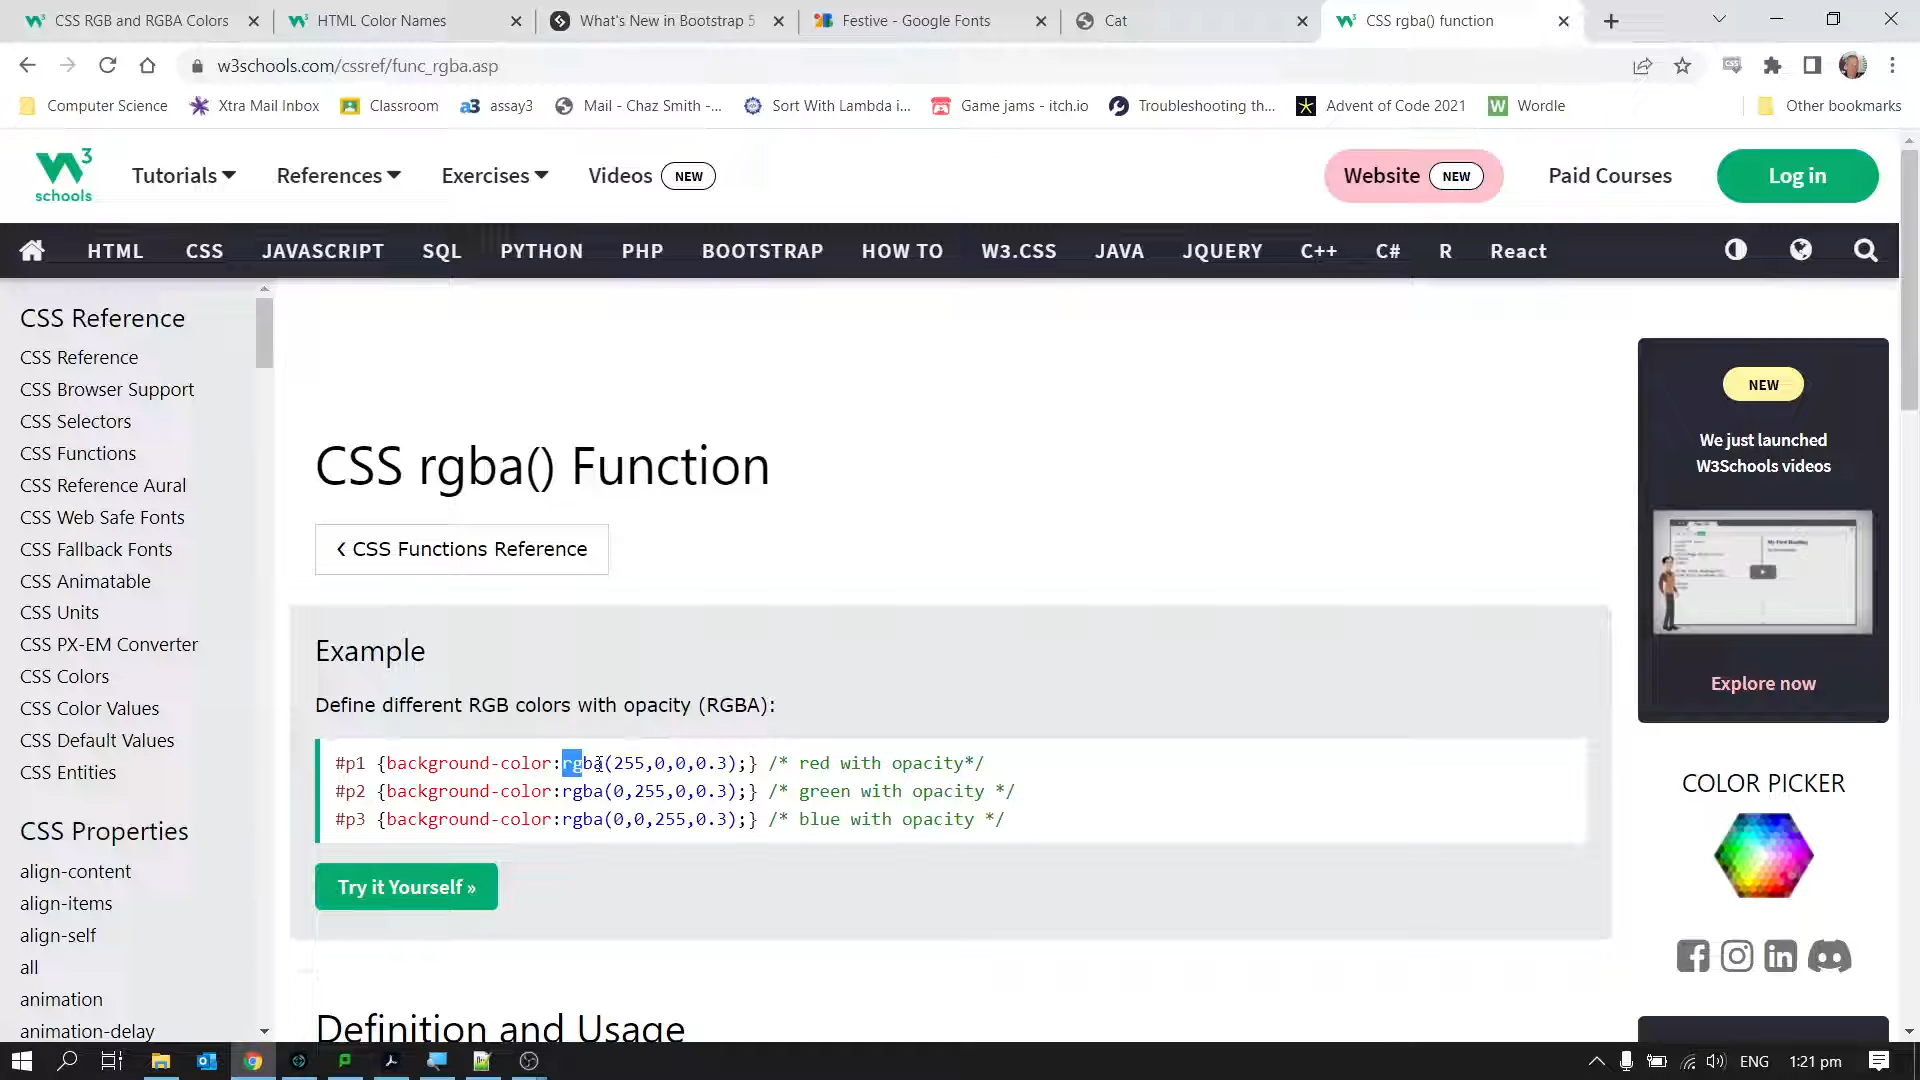 CSS RGB and RGBA Colors
HTML Color Names
What's New in Bootstrap 5
Festive - Google Fonts
Cat
CSS rgba() function
w3schools.com/cssref/func_rgba.asp
Computer Science
Xtra Mail Inbox
Classroom
a3 assay3
Mail - Chaz Smith -...
Sort With Lambda i...
Game jams - itch.io
Troubleshooting th...
Advent of Code 2021
W Wordle
Other bookmarks
W3 schools
Tutorials
References
Exercises
Videos NEW
Website NEW
Paid Courses
Log in
HTML
CSS
JAVASCRIPT
SQL
PYTHON
PHP
BOOTSTRAP
HOW TO
W3.CSS
JAVA
JQUERY
C++
C#
R
React
CSS Reference
CSS Reference
CSS Browser Support
CSS Selectors
CSS Functions
CSS Reference Aural
CSS Web Safe Fonts
CSS Fallback Fonts
CSS Animatable
CSS Units
CSS PX-EM Converter
CSS Colors
CSS Color Values
CSS Default Values
CSS Entities
CSS Properties
align-content
align-items
align-self
all
animation
animation-delay
CSS rgba() Function
❮ CSS Functions Reference
Example
Define different RGB colors with opacity (RGBA):
#p1 {background-color:rgba(255,0,0,0.3);} /* red with opacity*/
#p2 {background-color:rgba(0,255,0,0.3);} /* green with opacity */
#p3 {background-color:rgba(0,0,255,0.3);} /* blue with opacity */
Try it Yourself »
Definition and Usage
NEW
We just launched
W3Schools videos
Explore now
COLOR PICKER
ENG
1:21 pm